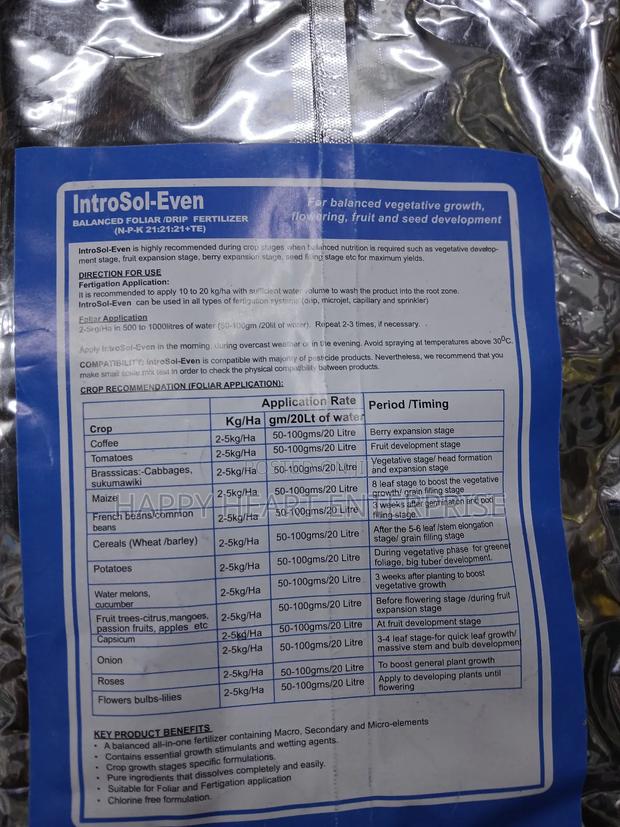 IntroSol-Even
BALANCED FOLIAR /DRIP FERTILIZER
(N-P-K 21:21:21+TE)
For balanced vegetative growth,
flowering, fruit and seed development
IntroSol-Even is highly recommended during crop stages when balanced nutrition is required such as vegetative develop-
ment stage, fruit expansion stage, berry expansion stage, seed filling stage etc for maximum yields.
DIRECTION FOR USE
Fertigation Application:
It is recommended to apply 10 to 20 kg/ha with sufficient water volume to wash the product into the root zone.
IntroSol-Even can be used in all types of fertigation systems (drip, microjet, capillary and sprinkler)
Foliar Application
2-5kg/Ha in 500 to 1000litres of water (50-100gm /20lit of water). Repeat 2-3 times, if necessary.
Apply IntroSol-Even in the morning, during overcast weather or in the evening. Avoid spraying at temperatures above 30⁰C.
COMPATIBILITY: IntroSol-Even is compatible with majority of pesticide products. Nevertheless, we recommend that you
make small scale mix test in order to check the physical compatibility between products.
CROP RECOMMENDATION (FOLIAR APPLICATION):
Crop Application Rate Period /Timing
Kg/Ha gm/20Lt of water
Coffee 2-5kg/Ha 50-100gms/20 Litre Berry expansion stage
Tomatoes 2-5kg/Ha 50-100gms/20 Litre Fruit development stage
Brasssicas:-Cabbages, sukumawiki 2-5kg/Ha 50-100gms/20 Litre Vegetative stage/ head formation and expansion stage
Maize 2-5kg/Ha 50-100gms/20 Litre 8 leaf stage to boost the vegetative growth/ grain filling stage
French beans/common beans 2-5kg/Ha 50-100gms/20 Litre 3 weeks after germination and pod filling stage.
Cereals (Wheat /barley) 2-5kg/Ha 50-100gms/20 Litre After the 5-6 leaf /stem elongation stage/ grain filling stage
Potatoes 2-5kg/Ha 50-100gms/20 Litre During vegetative phase for greener foliage, big tuber development.
Water melons, cucumber 2-5kg/Ha 50-100gms/20 Litre 3 weeks after planting to boost vegetative growth
Fruit trees-citrus,mangoes, passion fruits, apples etc 2-5kg/Ha 50-100gms/20 Litre Before flowering stage /during fruit expansion stage
Capsicum 2-5kg/Ha 50-100gms/20 Litre At fruit development stage
Onion 2-5kg/Ha 50-100gms/20 Litre 3-4 leaf stage-for quick leaf growth/ massive stem and bulb development
Roses 2-5kg/Ha 50-100gms/20 Litre To boost general plant growth
Flowers bulbs-lilies 2-5kg/Ha 50-100gms/20 Litre Apply to developing plants until flowering
HAPPY HEART ENTERPRISE
KEY PRODUCT BENEFITS
• A balanced all-in-one fertilizer containing Macro, Secondary and Micro-elements
• Contains essential growth stimulants and wetting agents.
• Crop growth stages specific formulations.
• Pure ingredients that dissolves completely and easily.
• Suitable for Foliar and Fertigation application
• Chlorine free formulation.